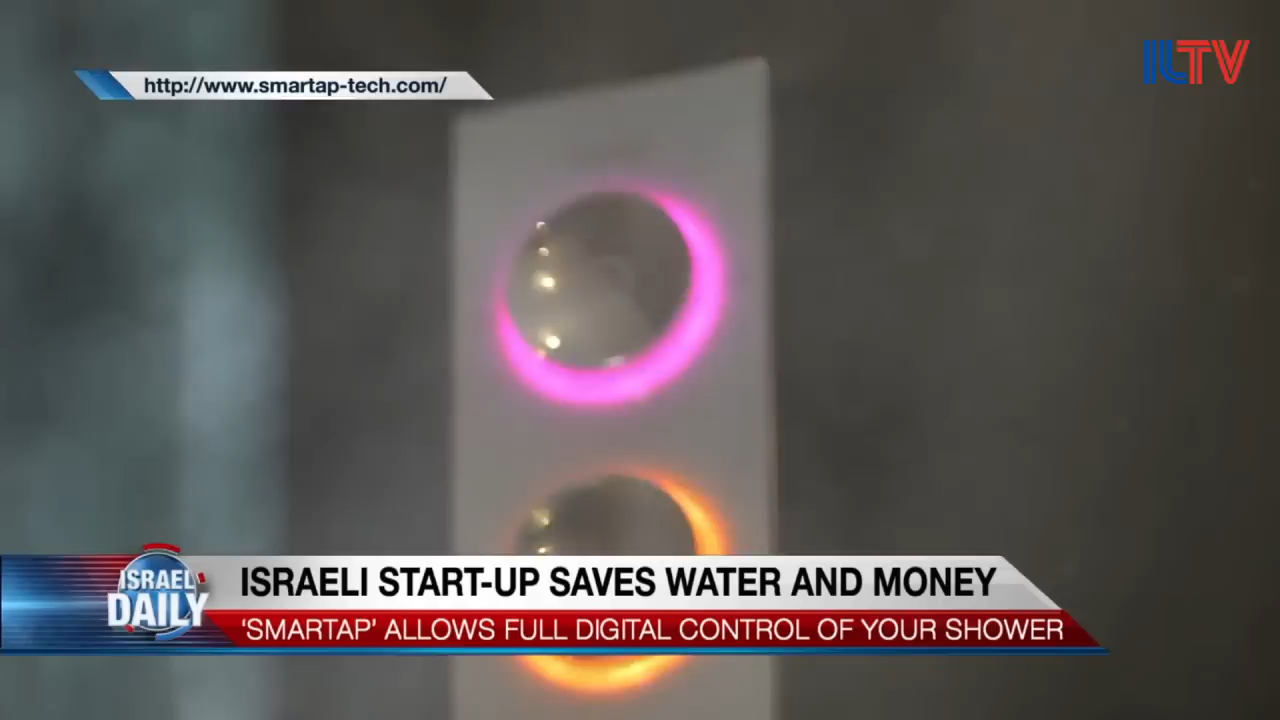 http://www.smartap-tech.com/
ILTV
ISRAEL DAILY
ISRAELI START-UP SAVES WATER AND MONEY
‘SMARTAP’ ALLOWS FULL DIGITAL CONTROL OF YOUR SHOWER